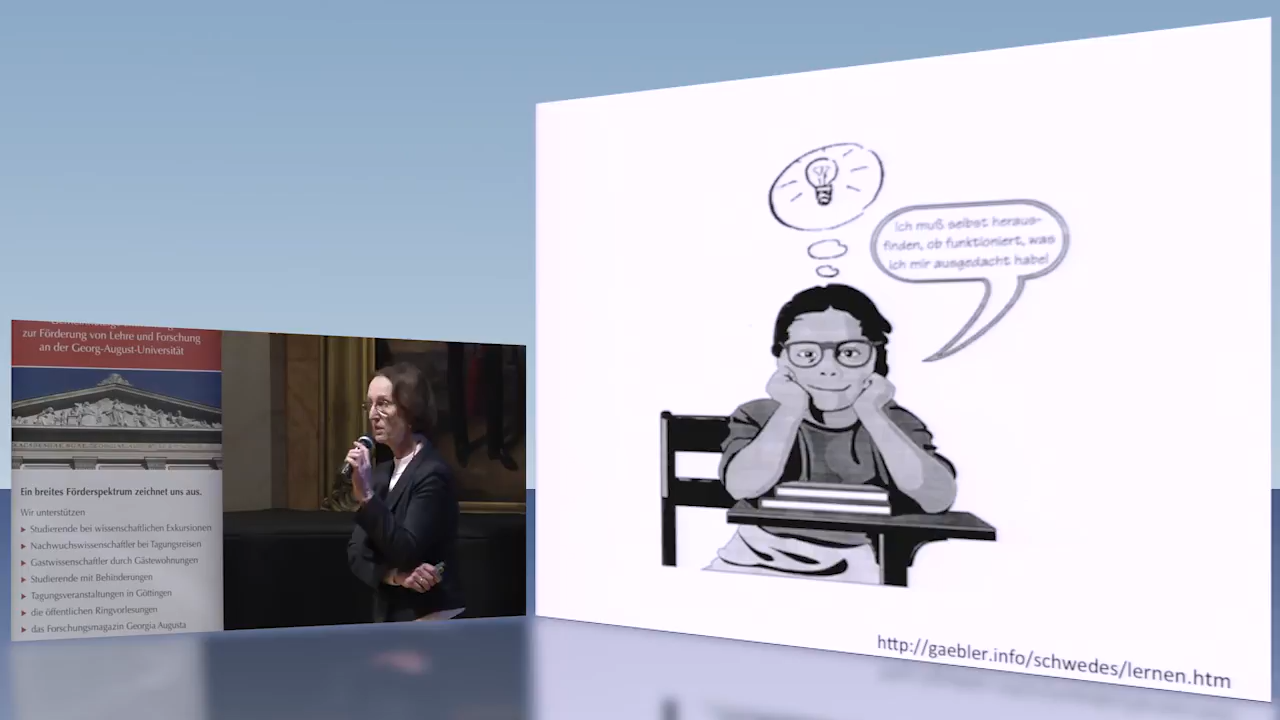 zur Förderung von Lehre und Forschung
an der Georg-August-Universität
Ein breites Förderspektrum zeichnet uns aus.
Wir unterstützen
Studierende bei wissenschaftlichen Exkursionen
Nachwuchswissenschaftler bei Tagungsreisen
Gastwissenschaftler durch Gästewohnungen
Studierende mit Behinderungen
Tagungsveranstaltungen in Göttingen
die öffentlichen Ringvorlesungen
das Forschungsmagazin Georgia Augusta
Ich muß selbst heraus-
finden, ob funktioniert, was
ich mir ausgedacht habe!
http://gaebler.info/schwedes/lernen.htm